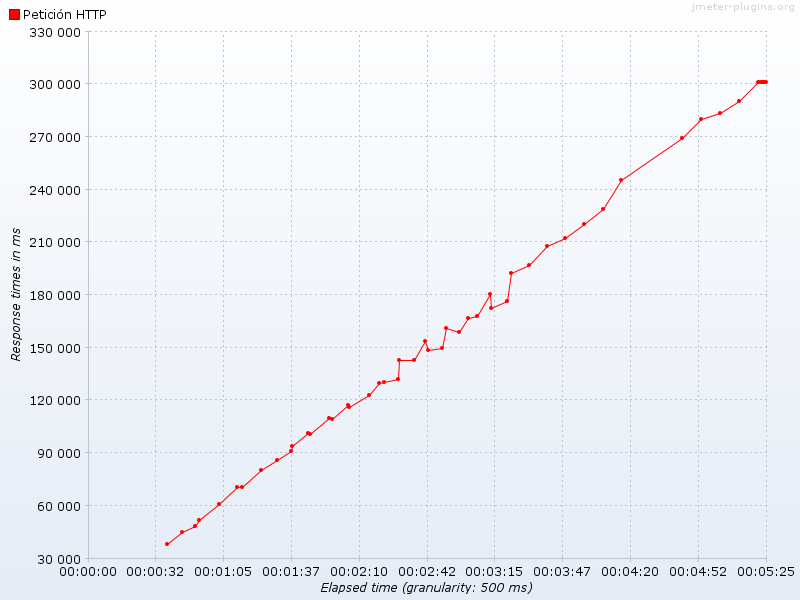 jmeter-plugins.org
Petición HTTP
330 000
300 000
270 000
240 000
210 000
180 000
150 000
120 000
90 000
60 000
30 000
Response times in ms
00:00:00 00:00:32 00:01:05 00:01:37 00:02:10 00:02:42 00:03:15 00:03:47 00:04:20 00:04:52 00:05:25
Elapsed time (granularity: 500 ms)